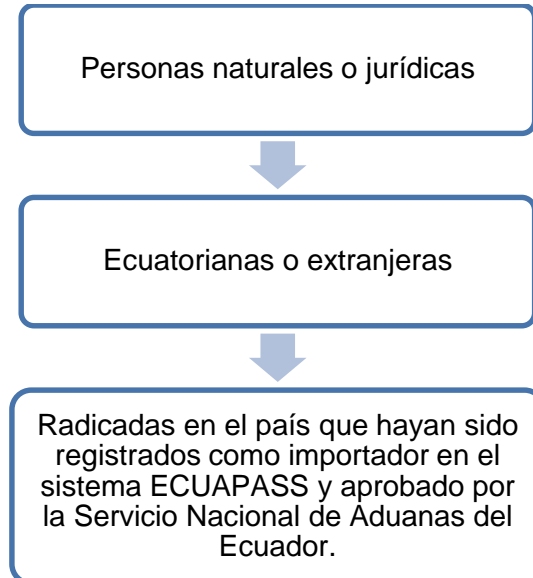 Personas naturales o jurídicas
Ecuatorianas o extranjeras
Radicadas en el país que hayan sido
registrados como importador en el
sistema ECUAPASS y aprobado por
la Servicio Nacional de Aduanas del
Ecuador.